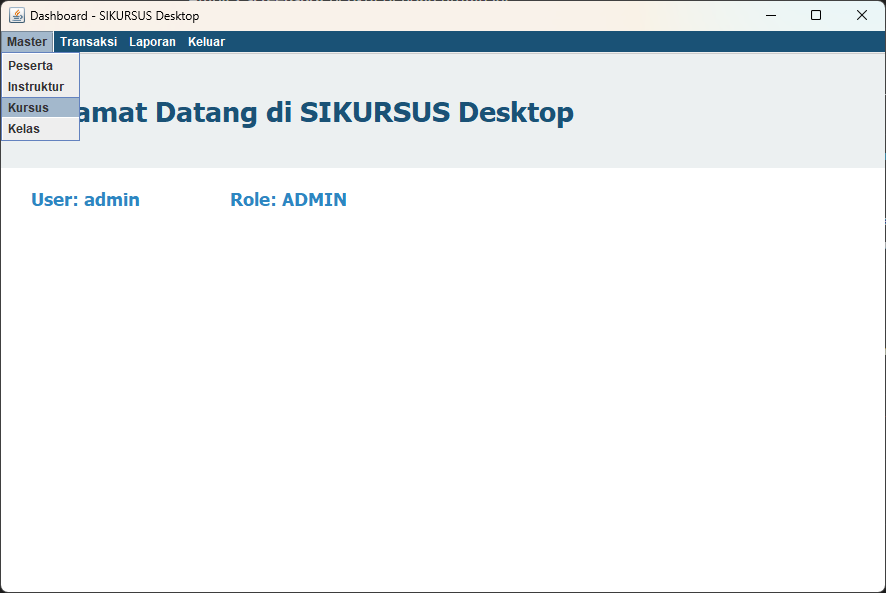 Dashboard - SIKURSUS Desktop
Master Transaksi Laporan Keluar
Peserta
Instruktur
Kursus
Kelas
amat Datang di SIKURSUS Desktop
User: admin Role: ADMIN